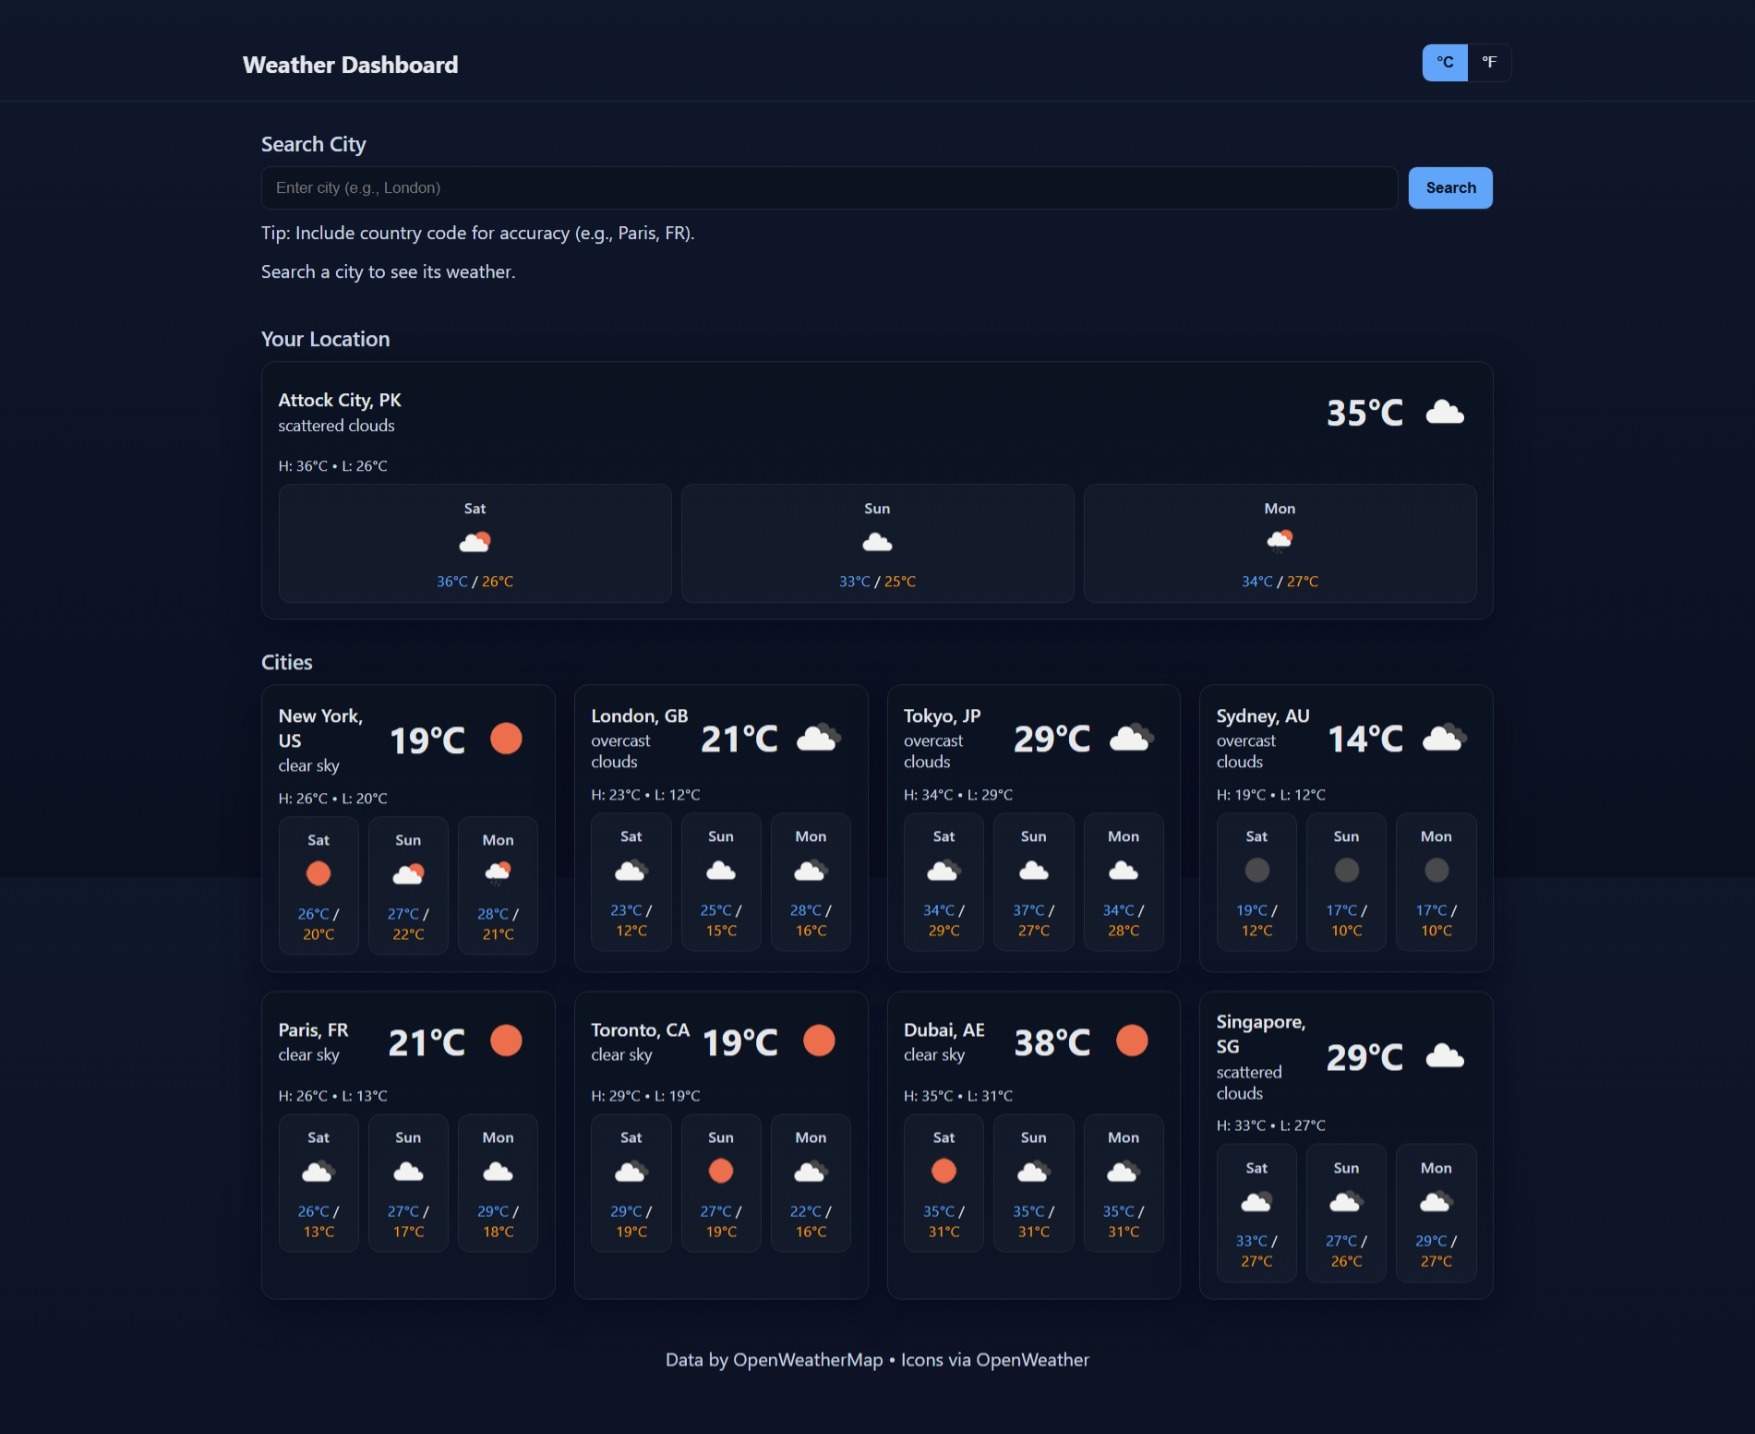 Weather Dashboard
°C °F
Search City
Enter city (e.g., London)
Search
Tip: Include country code for accuracy (e.g., Paris, FR).
Search a city to see its weather.
Your Location
Attock City, PK
scattered clouds
35°C
H: 36°C • L: 26°C
Sat
36°C / 26°C
Sun
33°C / 25°C
Mon
34°C / 27°C
Cities
New York,
US
clear sky
19°C
H: 26°C • L: 20°C
Sat
26°C /
20°C
Sun
27°C /
22°C
Mon
28°C /
21°C
London, GB
overcast
clouds
21°C
H: 23°C • L: 12°C
Sat
23°C /
12°C
Sun
25°C /
15°C
Mon
28°C /
16°C
Tokyo, JP
overcast
clouds
29°C
H: 34°C • L: 29°C
Sat
34°C /
29°C
Sun
37°C /
27°C
Mon
34°C /
28°C
Sydney, AU
overcast
clouds
14°C
H: 19°C • L: 12°C
Sat
19°C /
12°C
Sun
17°C /
10°C
Mon
17°C /
10°C
Paris, FR
clear sky
21°C
H: 26°C • L: 13°C
Sat
26°C /
13°C
Sun
27°C /
17°C
Mon
29°C /
18°C
Toronto, CA
clear sky
19°C
H: 29°C • L: 19°C
Sat
29°C /
19°C
Sun
27°C /
19°C
Mon
22°C /
16°C
Dubai, AE
clear sky
38°C
H: 35°C • L: 31°C
Sat
35°C /
31°C
Sun
35°C /
31°C
Mon
35°C /
31°C
Singapore,
SG
scattered
clouds
29°C
H: 33°C • L: 27°C
Sat
33°C /
27°C
Sun
27°C /
26°C
Mon
29°C /
27°C
Data by OpenWeatherMap • Icons via OpenWeather